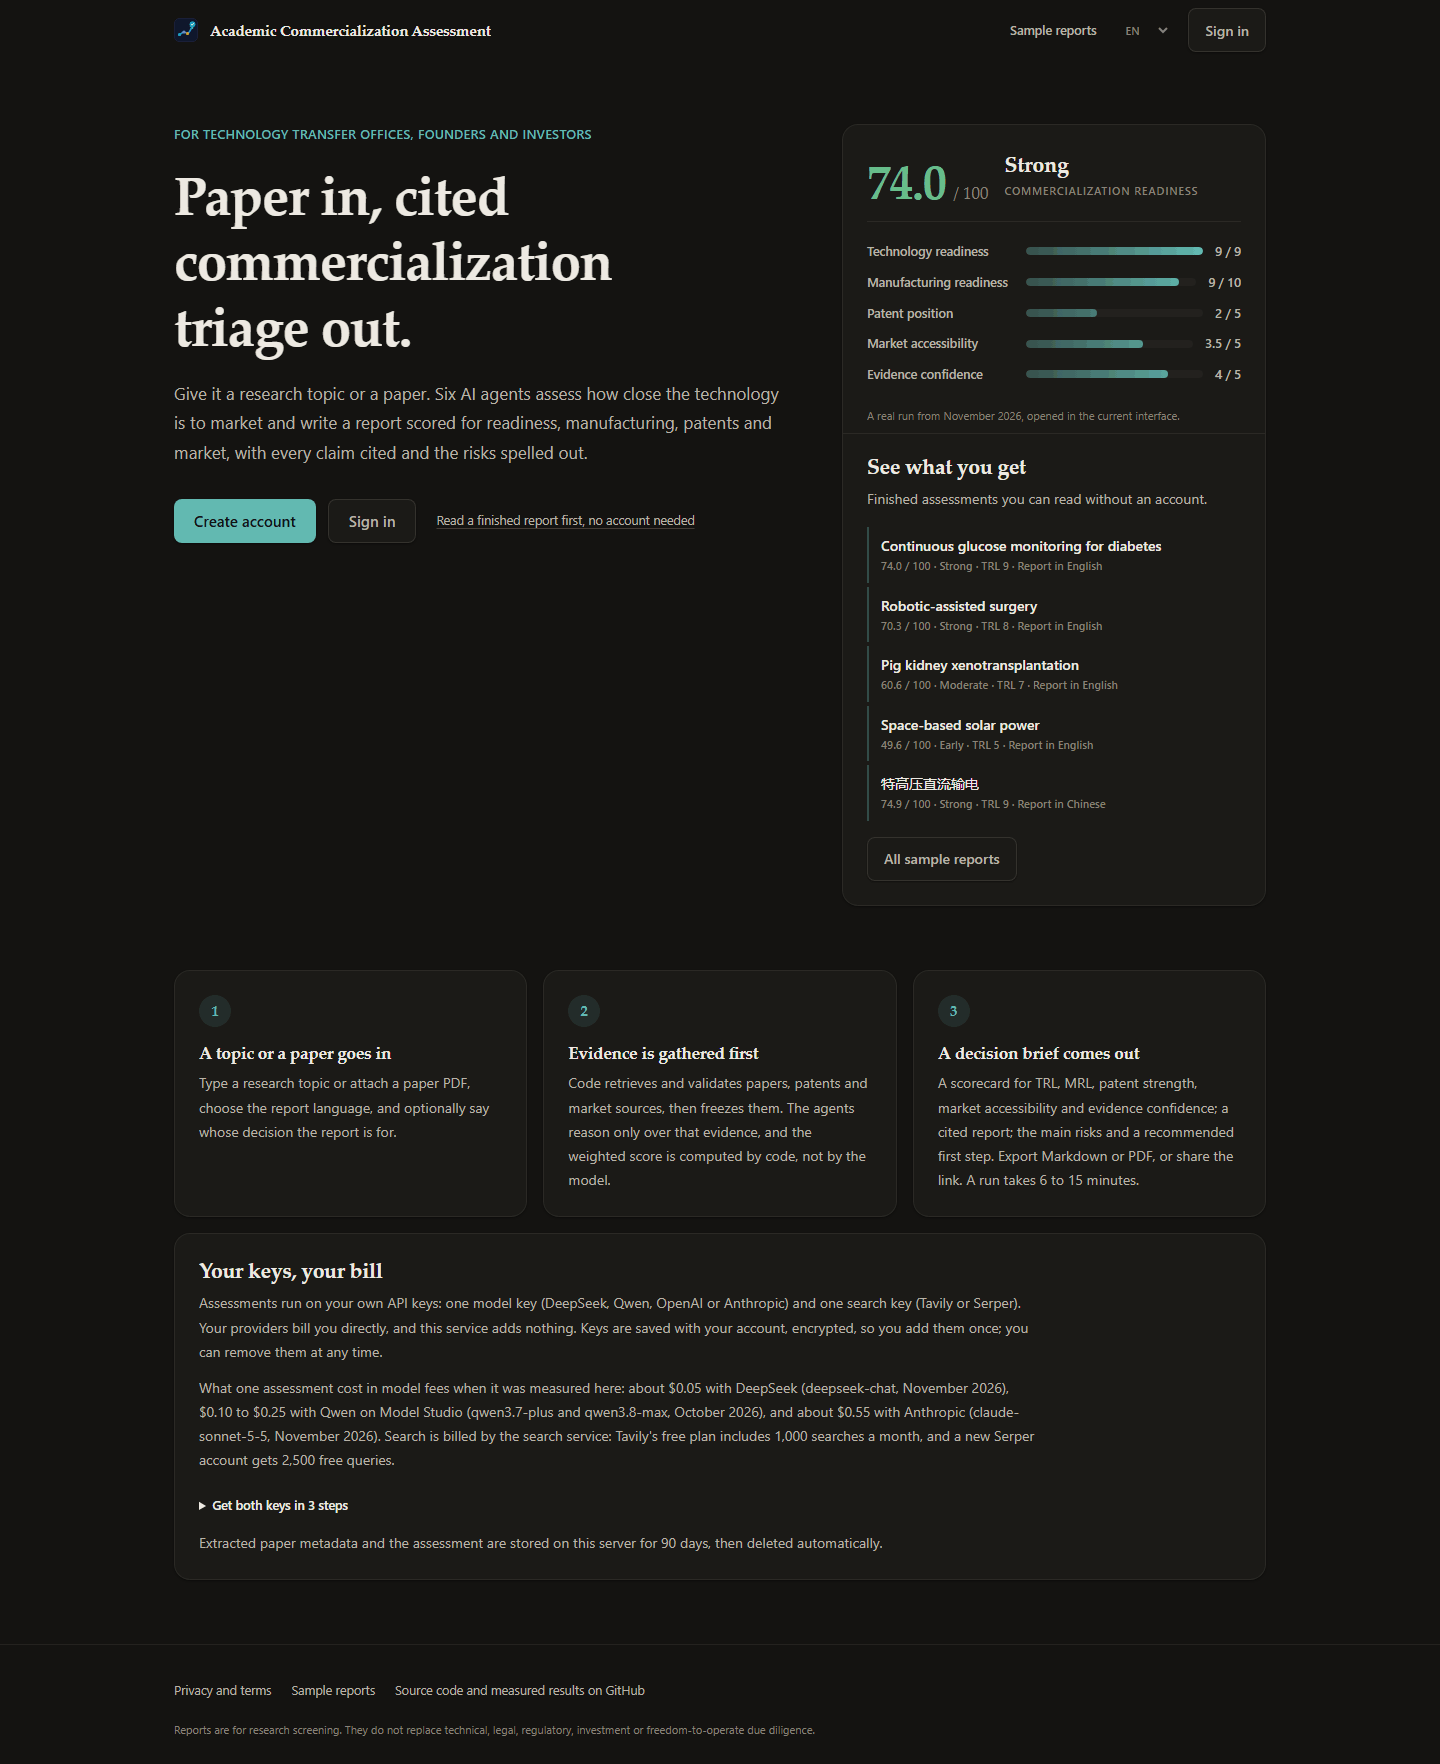 Academic Commercialization Assessment
Sample reports
EN
Sign in
FOR TECHNOLOGY TRANSFER OFFICES, FOUNDERS AND INVESTORS
Paper in, cited
commercialization
triage out.
Give it a research topic or a paper. Six AI agents assess how close the technology
is to market and write a report scored for readiness, manufacturing, patents and
market, with every claim cited and the risks spelled out.
Create account
Sign in
Read a finished report first, no account needed
74.0 / 100
Strong
COMMERCIALIZATION READINESS
Technology readiness 9 / 9
Manufacturing readiness 9 / 10
Patent position 2 / 5
Market accessibility 3.5 / 5
Evidence confidence 4 / 5
A real run from November 2026, opened in the current interface.
See what you get
Finished assessments you can read without an account.
Continuous glucose monitoring for diabetes
74.0 / 100 · Strong · TRL 9 · Report in English
Robotic-assisted surgery
70.3 / 100 · Strong · TRL 8 · Report in English
Pig kidney xenotransplantation
60.6 / 100 · Moderate · TRL 7 · Report in English
Space-based solar power
49.6 / 100 · Early · TRL 5 · Report in English
特高压直流输电
74.9 / 100 · Strong · TRL 9 · Report in Chinese
All sample reports
1
A topic or a paper goes in
Type a research topic or attach a paper PDF,
choose the report language, and optionally say
whose decision the report is for.
2
Evidence is gathered first
Code retrieves and validates papers, patents and
market sources, then freezes them. The agents
reason only over that evidence, and the
weighted score is computed by code, not by the
model.
3
A decision brief comes out
A scorecard for TRL, MRL, patent strength,
market accessibility and evidence confidence; a
cited report; the main risks and a recommended
first step. Export Markdown or PDF, or share the
link. A run takes 6 to 15 minutes.
Your keys, your bill
Assessments run on your own API keys: one model key (DeepSeek, Qwen, OpenAI or Anthropic) and one search key (Tavily or Serper).
Your providers bill you directly, and this service adds nothing. Keys are saved with your account, encrypted, so you add them once; you
can remove them at any time.
What one assessment cost in model fees when it was measured here: about $0.05 with DeepSeek (deepseek-chat, November 2026),
$0.10 to $0.25 with Qwen on Model Studio (qwen3.7-plus and qwen3.8-max, October 2026), and about $0.55 with Anthropic (claude-
sonnet-5-5, November 2026). Search is billed by the search service: Tavily's free plan includes 1,000 searches a month, and a new Serper
account gets 2,500 free queries.
Get both keys in 3 steps
Extracted paper metadata and the assessment are stored on this server for 90 days, then deleted automatically.
Privacy and terms
Sample reports
Source code and measured results on GitHub
Reports are for research screening. They do not replace technical, legal, regulatory, investment or freedom-to-operate due diligence.